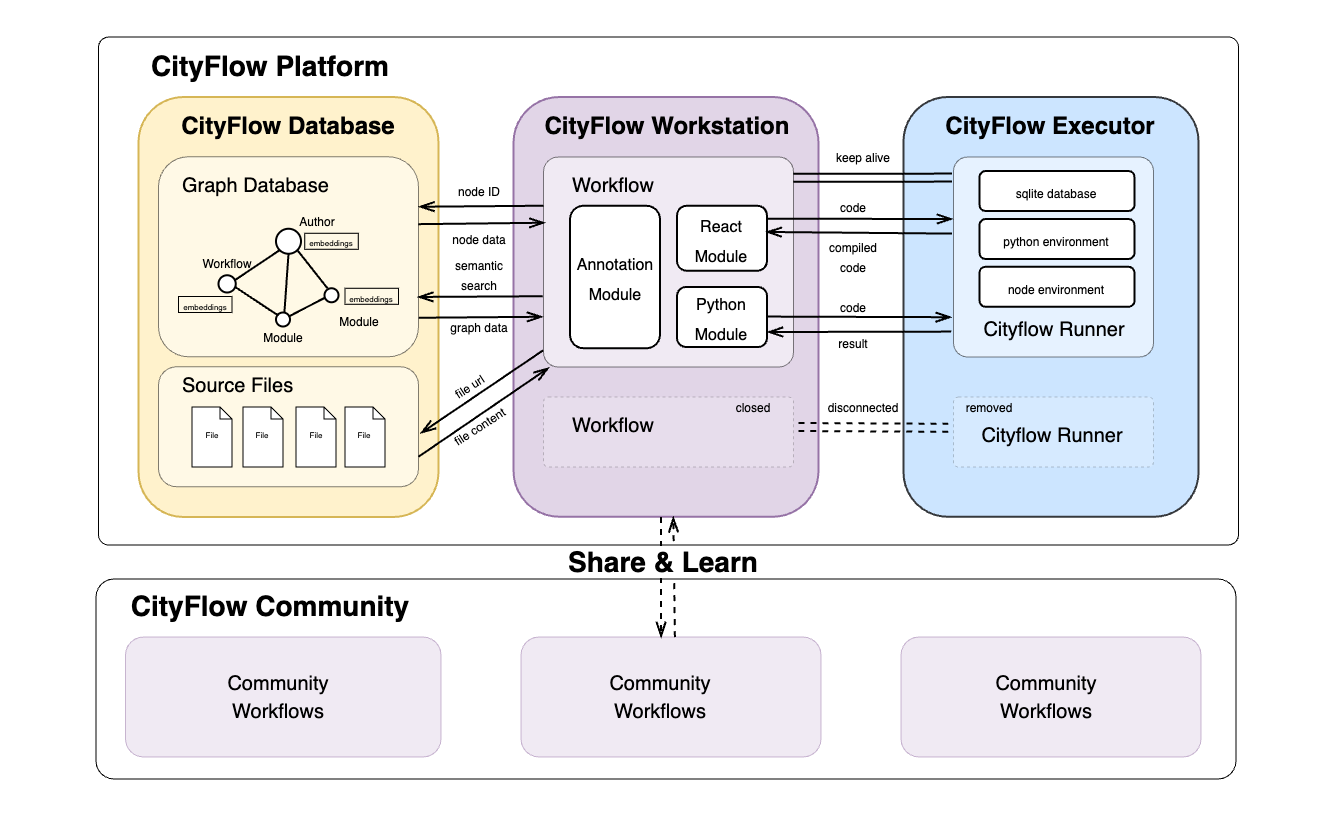 CityFlow Platform
CityFlow Database
Graph Database
Author
embeddings
Workflow
embeddings
embeddings
Module
Module
Source Files
File
File
File
File
node ID
node data
semantic
search
graph data
file url
file content
CityFlow Workstation
Workflow
Annotation
Module
React
Module
Python
Module
closed
Workflow
keep alive
code
compiled
code
code
result
disconnected
CityFlow Executor
sqlite database
python environment
node environment
Cityflow Runner
removed
Cityflow Runner
Share & Learn
CityFlow Community
Community
Workflows
Community
Workflows
Community
Workflows